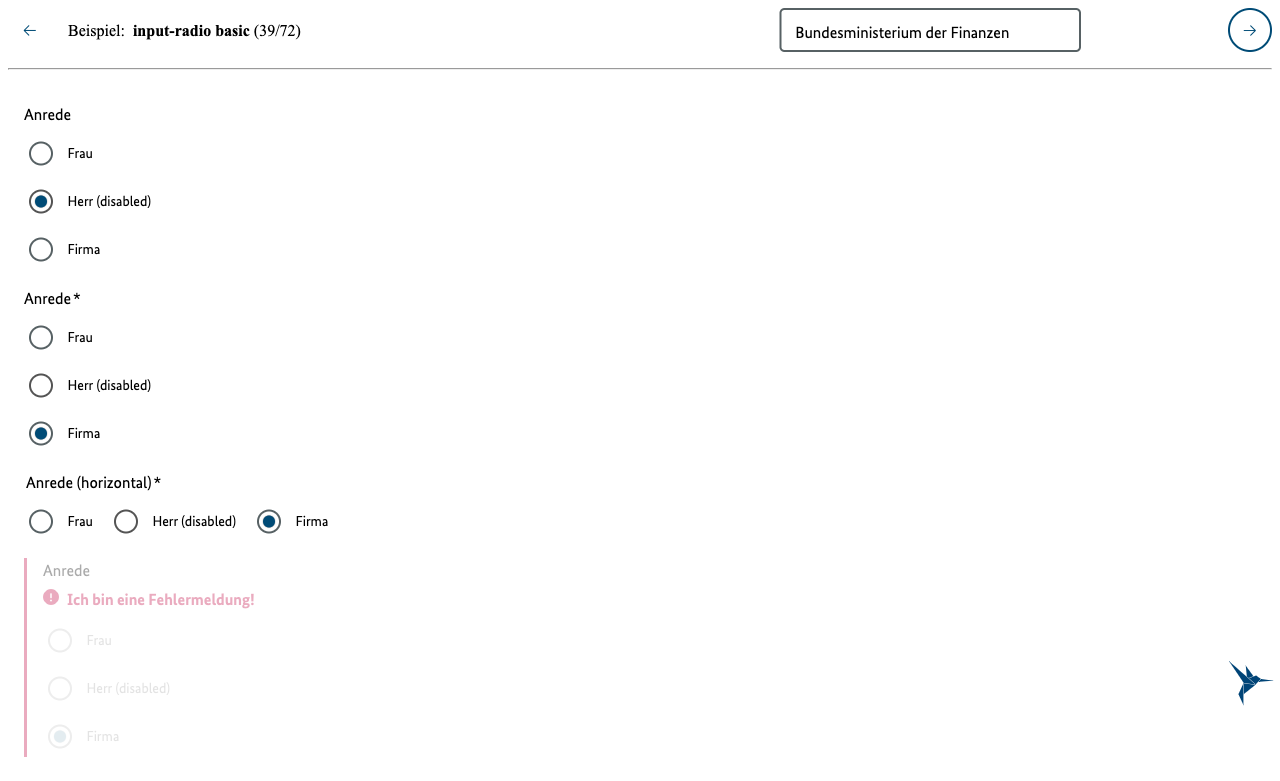 Beispiel: input-radio basic (39/72)
Bundesministerium der Finanzen
Anrede
Frau
Herr (disabled)
Firma
Anrede*
Frau
Herr (disabled)
Firma
Anrede (horizontal)*
Frau Herr (disabled) Firma
Anrede
Ich bin eine Fehlermeldung!
Frau
Herr (disabled)
Firma